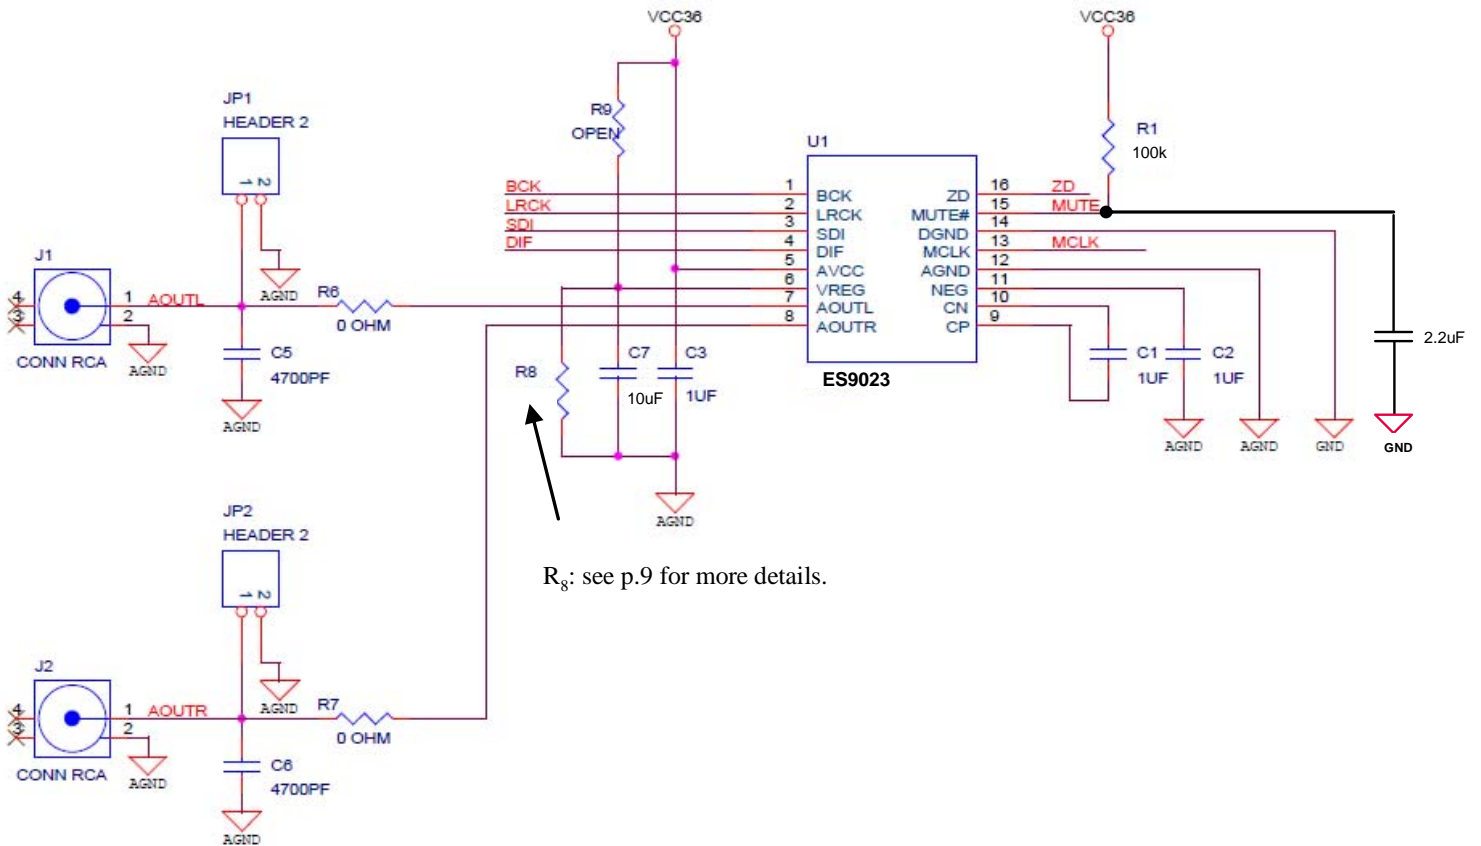 VCC36
VCC36
JP1
HEADER 2
1 2
R9
OPEN
R1
100k
U1
BCK 1 BCK
LRCK 2 LRCK
SDI 3 SDI
DIF 4 DIF
5 AVCC
6 VREG
7 AOUTL
8 AOUTR
ZD 16 ZD
MUTE# 15 MUTE
DGND 14
MCLK 13 MCLK
AGND 12
NEG 11
CN 10
CP 9
ES9023
J1
4
3
1 AOUTL
2
CONN RCA
AGND
AGND
R6
0 OHM
C5
4700PF
AGND
R8
C7
10uF
C3
1UF
AGND
C1
1UF
C2
1UF
2.2uF
AGND
AGND
GND
GND
R8: see p.9 for more details.
JP2
HEADER 2
1 2
J2
4
3
1 AOUTR
2
CONN RCA
AGND
AGND
R7
0 OHM
C6
4700PF
AGND